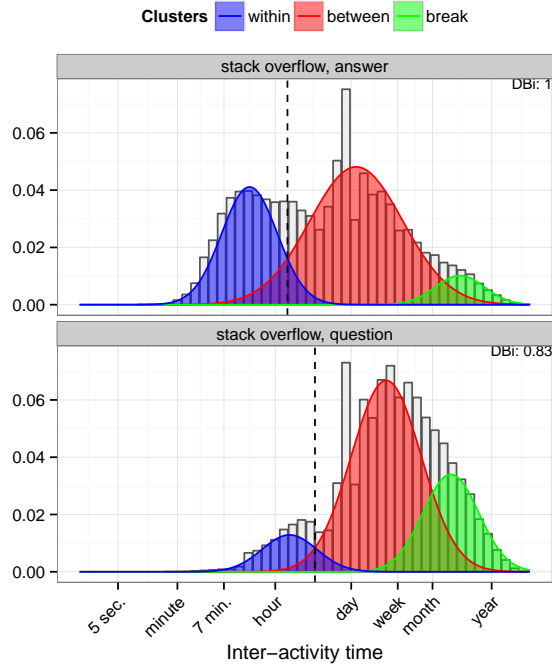 Clusters within between break
stack overflow, answer
DBi: 1
0.06
0.04
0.02
0.00
stack overflow, question
DBi: 0.83
0.06
0.04
0.02
0.00
5 sec. minute 7 min. hour day week month year
Inter−activity time